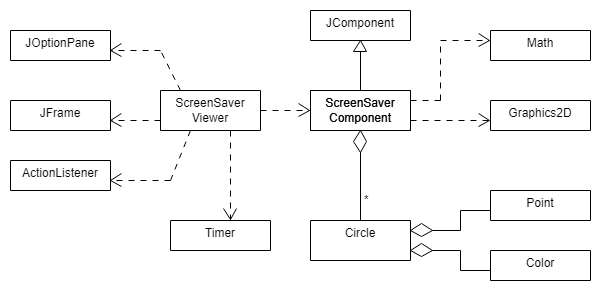 JComponent
JOptionPane
Math
ScreenSaver
Viewer
ScreenSaver
Component
JFrame
Graphics2D
ActionListener
*
Timer
Circle
Point
Color